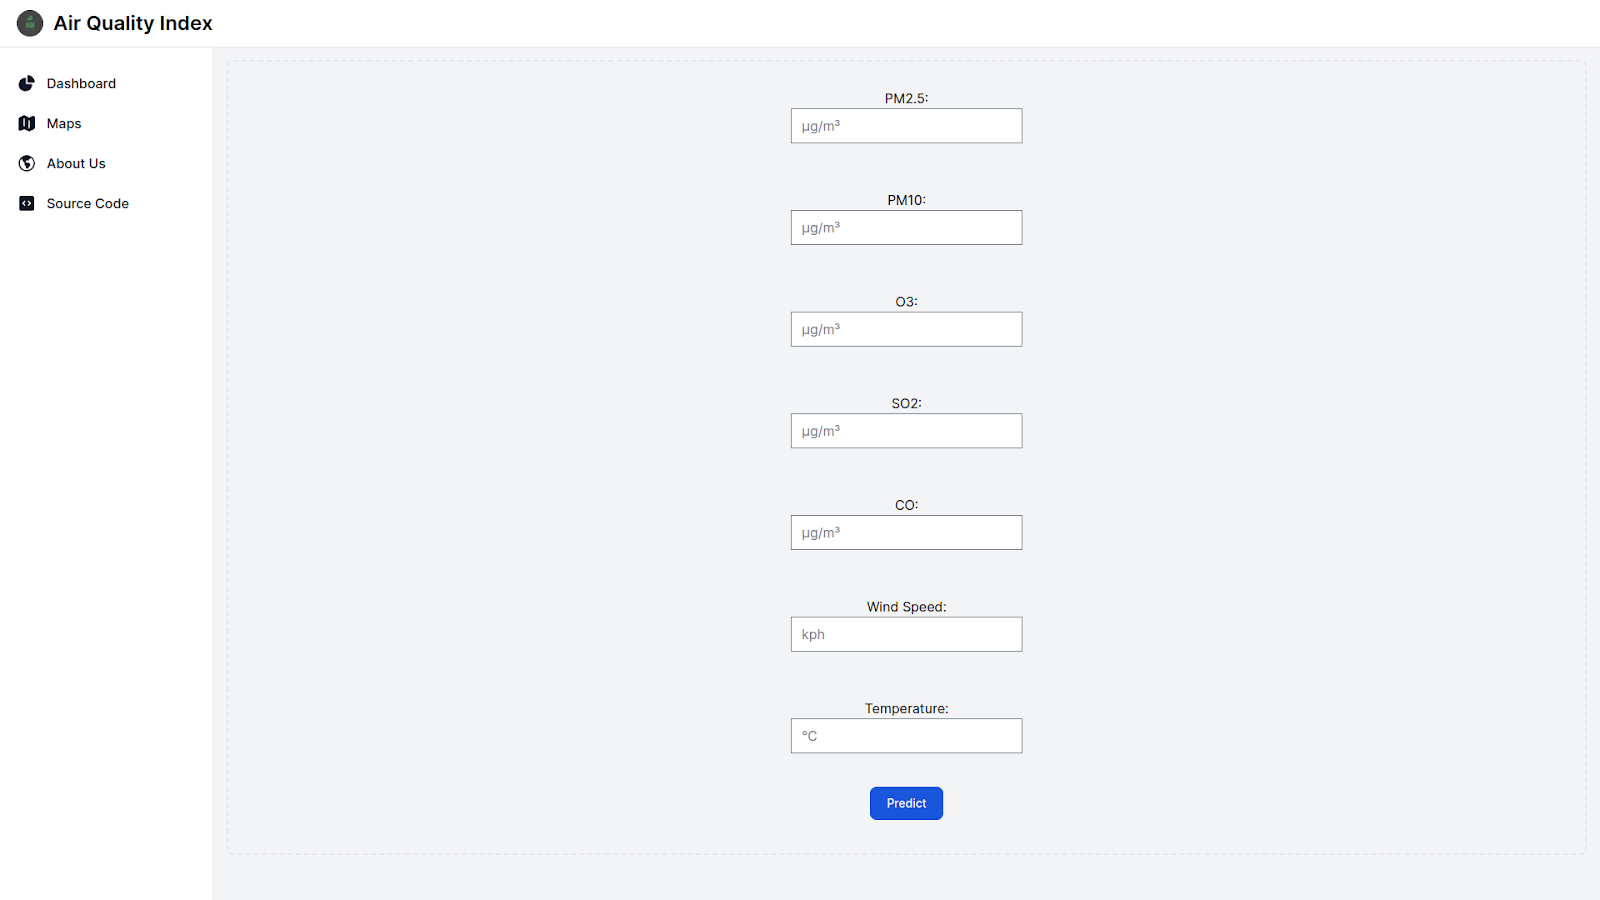 AQI
Air Quality Index
Dashboard
Maps
About Us
Source Code
PM2.5:
µg/m³
PM10:
µg/m³
O3:
µg/m³
SO2:
µg/m³
CO:
µg/m³
Wind Speed:
kph
Temperature:
°C
Predict